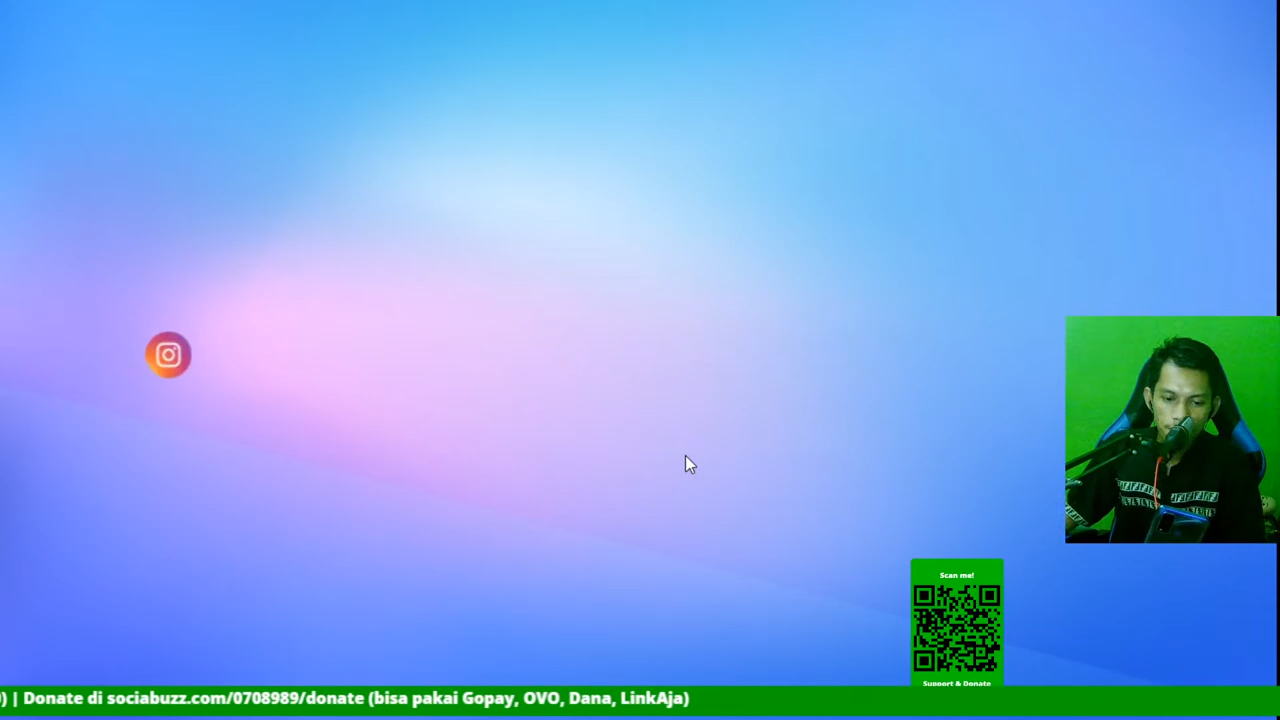 Scan me!
Support & Donate
) | Donate di sociabuzz.com/0708989/donate (bisa pakai Gopay, OVO, Dana, LinkAja)